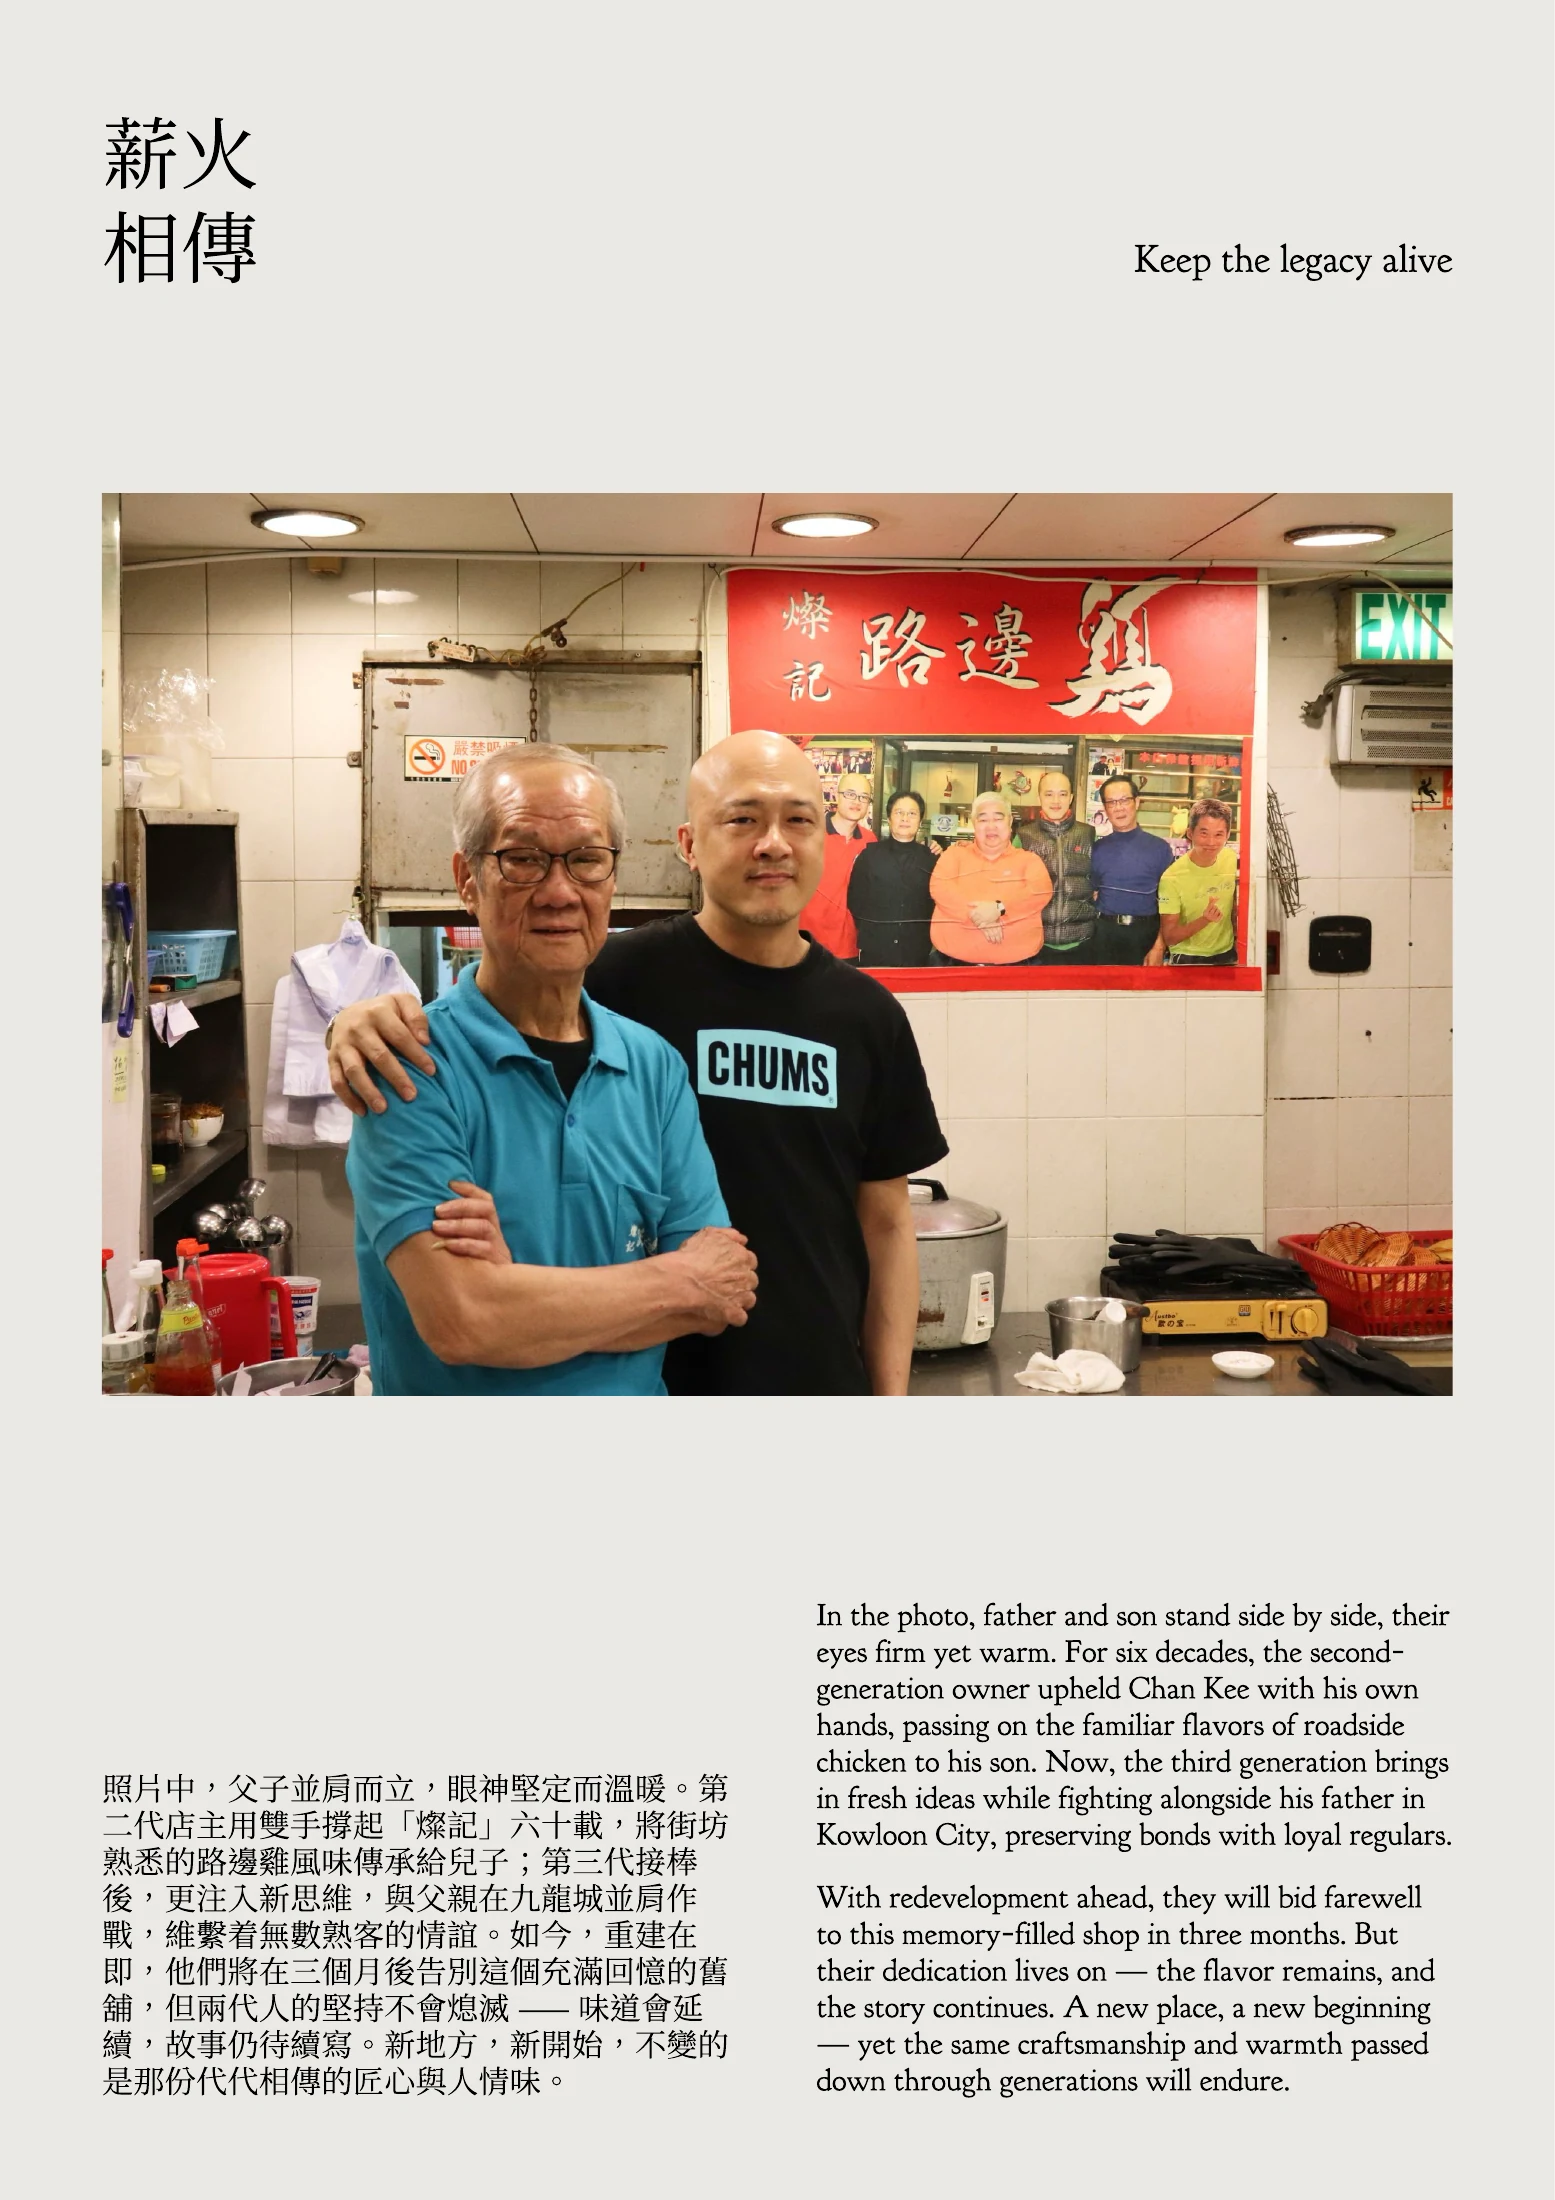 薪火
相傳
Keep the legacy alive
燦記
路邊鷄
EXIT
嚴禁吸
NO
CHUMS
照片中，父子並肩而立，眼神堅定而溫暖。第
二代店主用雙手撐起「燦記」六十載，將街坊
熟悉的路邊雞風味傳承給兒子；第三代接棒
後，更注入新思維，與父親在九龍城並肩作
戰，維繫着無數熟客的情誼。如今，重建在
即，他們將在三個月後告別這個充滿回憶的舊
舖，但兩代人的堅持不會熄滅 —— 味道會延
續，故事仍待續寫。新地方，新開始，不變的
是那份代代相傳的匠心與人情味。
In the photo, father and son stand side by side, their
eyes firm yet warm. For six decades, the second-
generation owner upheld Chan Kee with his own
hands, passing on the familiar flavors of roadside
chicken to his son. Now, the third generation brings
in fresh ideas while fighting alongside his father in
Kowloon City, preserving bonds with loyal regulars.
With redevelopment ahead, they will bid farewell
to this memory-filled shop in three months. But
their dedication lives on — the flavor remains, and
the story continues. A new place, a new beginning
— yet the same craftsmanship and warmth passed
down through generations will endure.